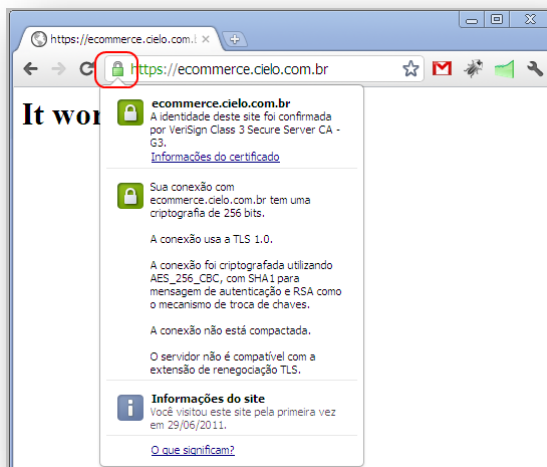 https://ecommerce.cielo.com.l
https://ecommerce.cielo.com.br
It wor
ecommerce.cielo.com.br
A identidade deste site foi confirmada
por VeriSign Class 3 Secure Server CA -
G3.
Informações do certificado
Sua conexão com
ecommerce.cielo.com.br tem uma
criptografia de 256 bits.
A conexão usa a TLS 1.0.
A conexão foi criptografada utilizando
AES_256_CBC, com SHA1 para
mensagem de autenticação e RSA como
o mecanismo de troca de chaves.
A conexão não está compactada.
O servidor não é compatível com a
extensão de renegociação TLS.
Informações do site
Você visitou este site pela primeira vez
em 29/06/2011.
O que significam?